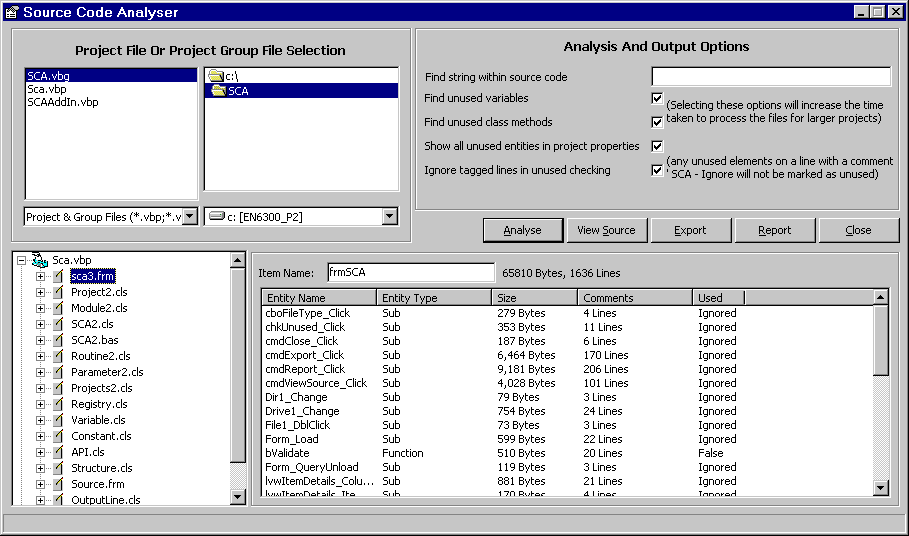 Source Code Analyser
Project File Or Project Group File Selection
SCA.vbg
Sca.vbp
SCAAddIn.vbp
c:\
SCA
Project & Group Files (*.vbp;*.v
c: [EN6300_P2]
Analysis And Output Options
Find string within source code
Find unused variables
(Selecting these options will increase the time
taken to process the files for larger projects)
Find unused class methods
Show all unused entities in project properties
Ignore tagged lines in unused checking
(any unused elements on a line with a comment
' SCA - Ignore will not be marked as unused)
Analyse View Source Export Report Close
Sca.vbp
sca3.frm
Project2.cls
Module2.cls
SCA2.cls
SCA2.bas
Routine2.cls
Parameter2.cls
Projects2.cls
Registry.cls
Variable.cls
Constant.cls
API.cls
Structure.cls
Source.frm
OutputLine.cls
Item Name: frmSCA 65810 Bytes, 1636 Lines
Entity Name Entity Type Size Comments Used
cboFileType_Click Sub 279 Bytes 4 Lines Ignored
chkUnused_Click Sub 353 Bytes 11 Lines Ignored
cmdClose_Click Sub 187 Bytes 6 Lines Ignored
cmdExport_Click Sub 6,464 Bytes 170 Lines Ignored
cmdReport_Click Sub 9,181 Bytes 206 Lines Ignored
cmdViewSource_Click Sub 4,028 Bytes 101 Lines Ignored
Dir1_Change Sub 79 Bytes 3 Lines Ignored
Drive1_Change Sub 754 Bytes 24 Lines Ignored
File1_DblClick Sub 73 Bytes 3 Lines Ignored
Form_Load Sub 599 Bytes 22 Lines Ignored
bValidate Function 510 Bytes 20 Lines False
Form_QueryUnload Sub 119 Bytes 3 Lines Ignored
lvwItemDetails_Colu... Sub 881 Bytes 21 Lines Ignored
lvwItemDetails_Ite... Sub 170 Bytes 4 Lines Ignored